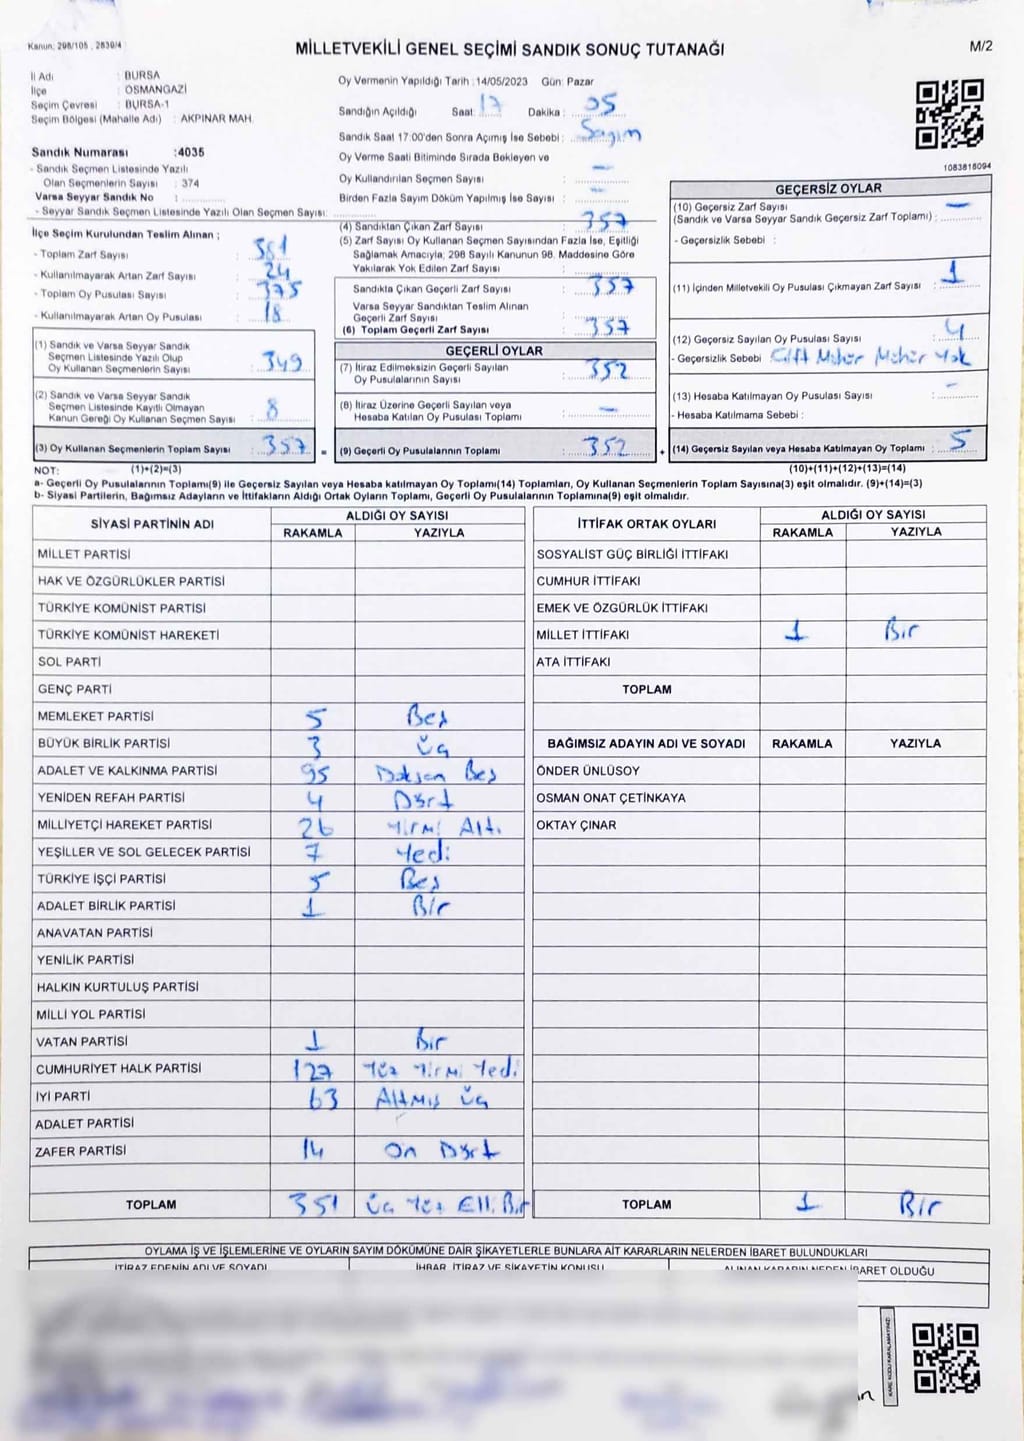 Kanun: 298/105 , 2839/4
MİLLETVEKİLİ GENEL SEÇİMİ SANDIK SONUÇ TUTANAĞI
M/2
İl Adı : BURSA
İlçe : OSMANGAZİ
Seçim Çevresi : BURSA-1
Seçim Bölgesi (Mahalle Adı) : AKPINAR MAH.
Oy Vermenin Yapıldığı Tarih :14/05/2023 Gün: Pazar
Sandığın Açıldığı Saat : 17 Dakika : 05
Sandık Saat 17:00'den Sonra Açılmış İse Sebebi : Sayım
Oy Verme Saati Bitiminde Sırada Bekleyen ve
Oy Kullandırılan Seçmen Sayısı : —
Birden Fazla Sayım Döküm Yapılmış İse Sayısı : —
1083818094
Sandık Numarası :4035
- Sandık Seçmen Listesinde Yazılı
Olan Seçmenlerin Sayısı : 374
Varsa Seyyar Sandık No :
- Seyyar Sandık Seçmen Listesinde Yazılı Olan Seçmen Sayısı:
İlçe Seçim Kurulundan Teslim Alınan ;
- Toplam Zarf Sayısı : 381
- Kullanılmayarak Artan Zarf Sayısı : 24
- Toplam Oy Pusulası Sayısı : 375
- Kullanılmayarak Artan Oy Pusulası : 18
(1) Sandık ve Varsa Seyyar Sandık
Seçmen Listesinde Yazılı Olup
Oy Kullanan Seçmenlerin Sayısı : 349
(2) Sandık ve Varsa Seyyar Sandık
Seçmen Listesinde Kayıtlı Olmayan
Kanun Gereği Oy Kullanan Seçmen Sayısı : 8
(3) Oy Kullanan Seçmenlerin Toplam Sayısı : 357
(4) Sandıktan Çıkan Zarf Sayısı : 357
(5) Zarf Sayısı Oy Kullanan Seçmen Sayısından Fazla İse, Eşitliği
Sağlamak Amacıyla; 298 Sayılı Kanunun 98. Maddesine Göre
Yakılarak Yok Edilen Zarf Sayısı :
Sandıkta Çıkan Geçerli Zarf Sayısı : 357
Varsa Seyyar Sandıktan Teslim Alınan
Geçerli Zarf Sayısı :
(6) Toplam Geçerli Zarf Sayısı : 357
GEÇERLİ OYLAR
(7) İtiraz Edilmeksizin Geçerli Sayılan
Oy Pusulalarının Sayısı : 352
(8) İtiraz Üzerine Geçerli Sayılan veya
Hesaba Katılan Oy Pusulası Toplamı : —
= (9) Geçerli Oy Pusulalarının Toplamı : 352
GEÇERSİZ OYLAR
(10) Geçersiz Zarf Sayısı —
(Sandık ve Varsa Seyyar Sandık Geçersiz Zarf Toplamı) :
- Geçersizlik Sebebi :
(11) İçinden Milletvekili Oy Pusulası Çıkmayan Zarf Sayısı : 1
(12) Geçersiz Sayılan Oy Pusulası Sayısı : 4
- Geçersizlik Sebebi : Çift Mühür Mühür Yok
(13) Hesaba Katılmayan Oy Pusulası Sayısı : -
- Hesaba Katılmama Sebebi :
+ (14) Geçersiz Sayılan veya Hesaba Katılmayan Oy Toplamı : 5
NOT: (1)+(2)=(3) (10)+(11)+(12)+(13)=(14)
a- Geçerli Oy Pusulalarının Toplamı(9) ile Geçersiz Sayılan veya Hesaba katılmayan Oy Toplamı(14) Toplamları, Oy Kullanan Seçmenlerin Toplam Sayısına(3) eşit olmalıdır. (9)+(14)=(3)
b- Siyasi Partilerin, Bağımsız Adayların ve İttifakların Aldığı Ortak Oyların Toplamı, Geçerli Oy Pusulalarının Toplamına(9) eşit olmalıdır.
SİYASİ PARTİNİN ADI ALDIĞI OY SAYISI
RAKAMLA YAZIYLA
MİLLET PARTİSİ
HAK VE ÖZGÜRLÜKLER PARTİSİ
TÜRKİYE KOMÜNİST PARTİSİ
TÜRKİYE KOMÜNİST HAREKETİ
SOL PARTİ
GENÇ PARTİ
MEMLEKET PARTİSİ 5 Beş
BÜYÜK BİRLİK PARTİSİ 3 Üç
ADALET VE KALKINMA PARTİSİ 95 Doksan Beş
YENİDEN REFAH PARTİSİ 4 Dört
MİLLİYETÇİ HAREKET PARTİSİ 26 Yirmi Altı
YEŞİLLER VE SOL GELECEK PARTİSİ 7 Yedi
TÜRKİYE İŞÇİ PARTİSİ 5 Beş
ADALET BİRLİK PARTİSİ 1 Bir
ANAVATAN PARTİSİ
YENİLİK PARTİSİ
HALKIN KURTULUŞ PARTİSİ
MİLLİ YOL PARTİSİ
VATAN PARTİSİ 1 Bir
CUMHURİYET HALK PARTİSİ 127 Yüz Yirmi Yedi
İYİ PARTİ 63 Altmış Üç
ADALET PARTİSİ
ZAFER PARTİSİ 14 On Dört
TOPLAM 351 Üç Yüz Elli Bir
İTTİFAK ORTAK OYLARI ALDIĞI OY SAYISI
RAKAMLA YAZIYLA
SOSYALİST GÜÇ BİRLİĞİ İTTİFAKI
CUMHUR İTTİFAKI
EMEK VE ÖZGÜRLÜK İTTİFAKI
MİLLET İTTİFAKI 1 Bir
ATA İTTİFAKI
TOPLAM
BAĞIMSIZ ADAYIN ADI VE SOYADI RAKAMLA YAZIYLA
ÖNDER ÜNLÜSOY
OSMAN ONAT ÇETİNKAYA
OKTAY ÇINAR
TOPLAM 1 Bir
OYLAMA İŞ VE İŞLEMLERİNE VE OYLARIN SAYIM DÖKÜMÜNE DAİR ŞİKAYETLERLE BUNLARA AİT KARARLARIN NELERDEN İBARET BULUNDUKLARI
İTİRAZ EDENİN ADI VE SOYADI İHBAR, İTİRAZ VE ŞİKAYETİN KONUSU ALINAN KARARIN NEDEN İBARET OLDUĞU
KARE KODU KARALAMAYINIZ!